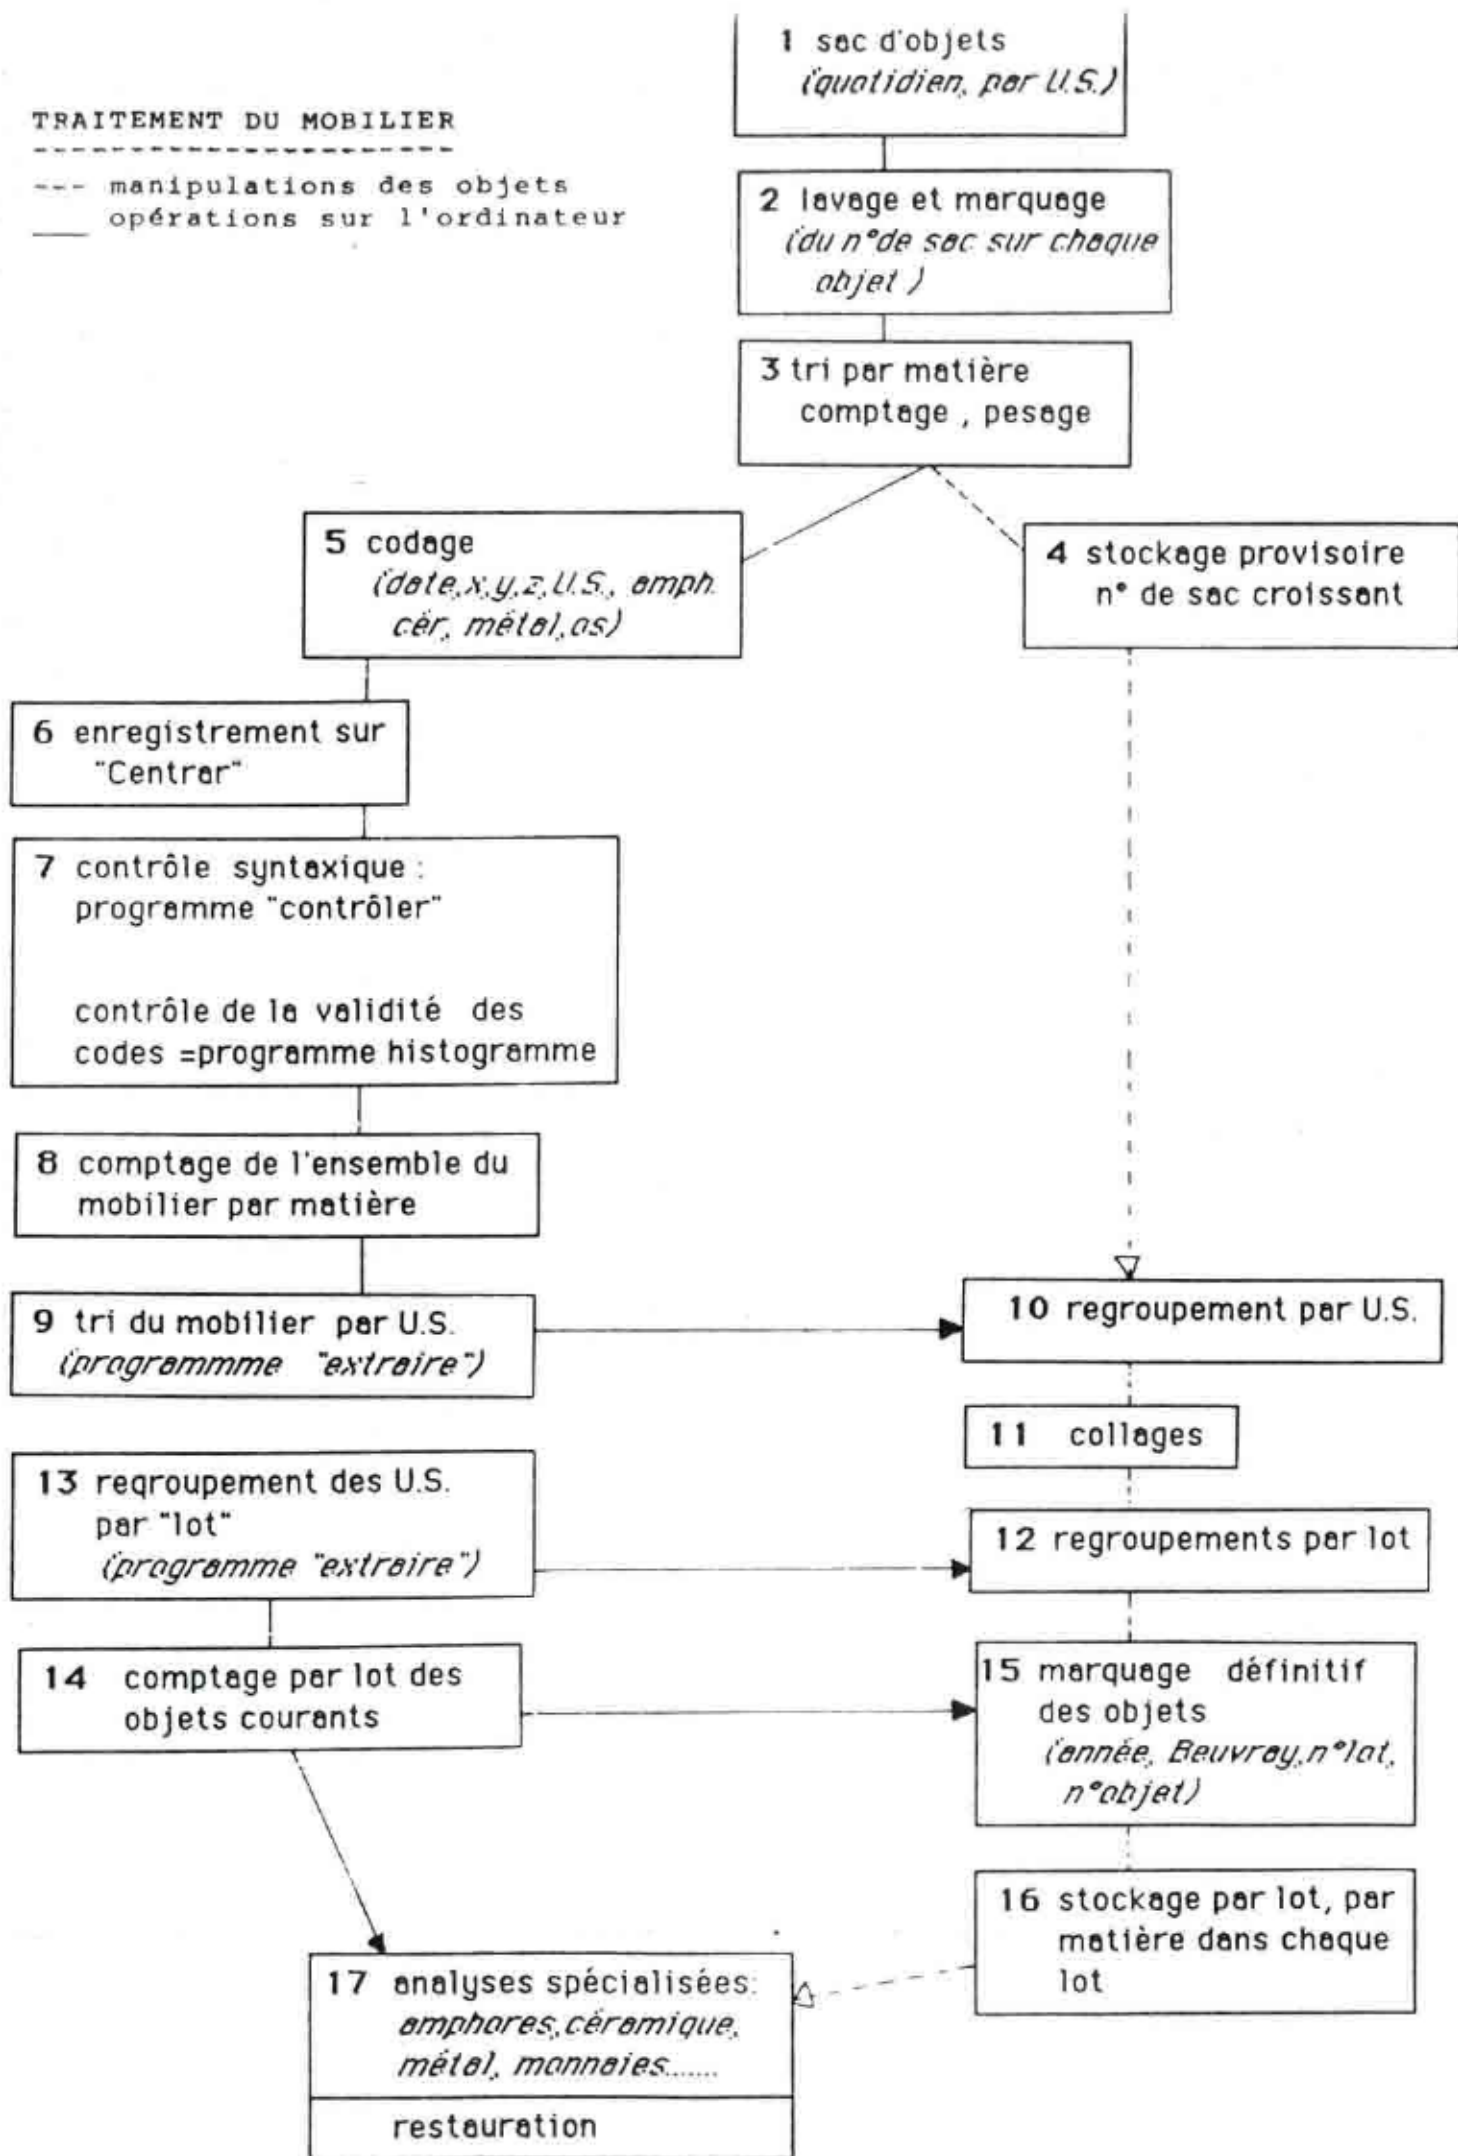 TRAITEMENT DU MOBILIER
--- manipulations des objets
___ opérations sur l'ordinateur
1 sac d'objets
(quotidien, par U.S.)
2 lavage et marquage
(du n°de sac sur chaque
objet )
3 tri par matière
comptage , pesage
5 codage
(date,x,y,z,U.S., amph.
cér, métal,os)
4 stockage provisoire
n° de sac croissant
6 enregistrement sur
"Centrar"
7 contrôle syntaxique :
programme "contrôler"
contrôle de la validité des
codes =programme histogramme
8 comptage de l'ensemble du
mobilier par matière
9 tri du mobilier par U.S.
(programmme "extraire")
10 regroupement par U.S.
11 collages
13 regroupement des U.S.
par "lot"
(programme "extraire")
12 regroupements par lot
14 comptage par lot des
objets courants
15 marquage définitif
des objets
(année, Beuvray,n°lot,
n°objet)
16 stockage par lot, par
matière dans chaque
lot
17 analyses spécialisées:
amphores,céramique,
métal, monnaies.......
restauration